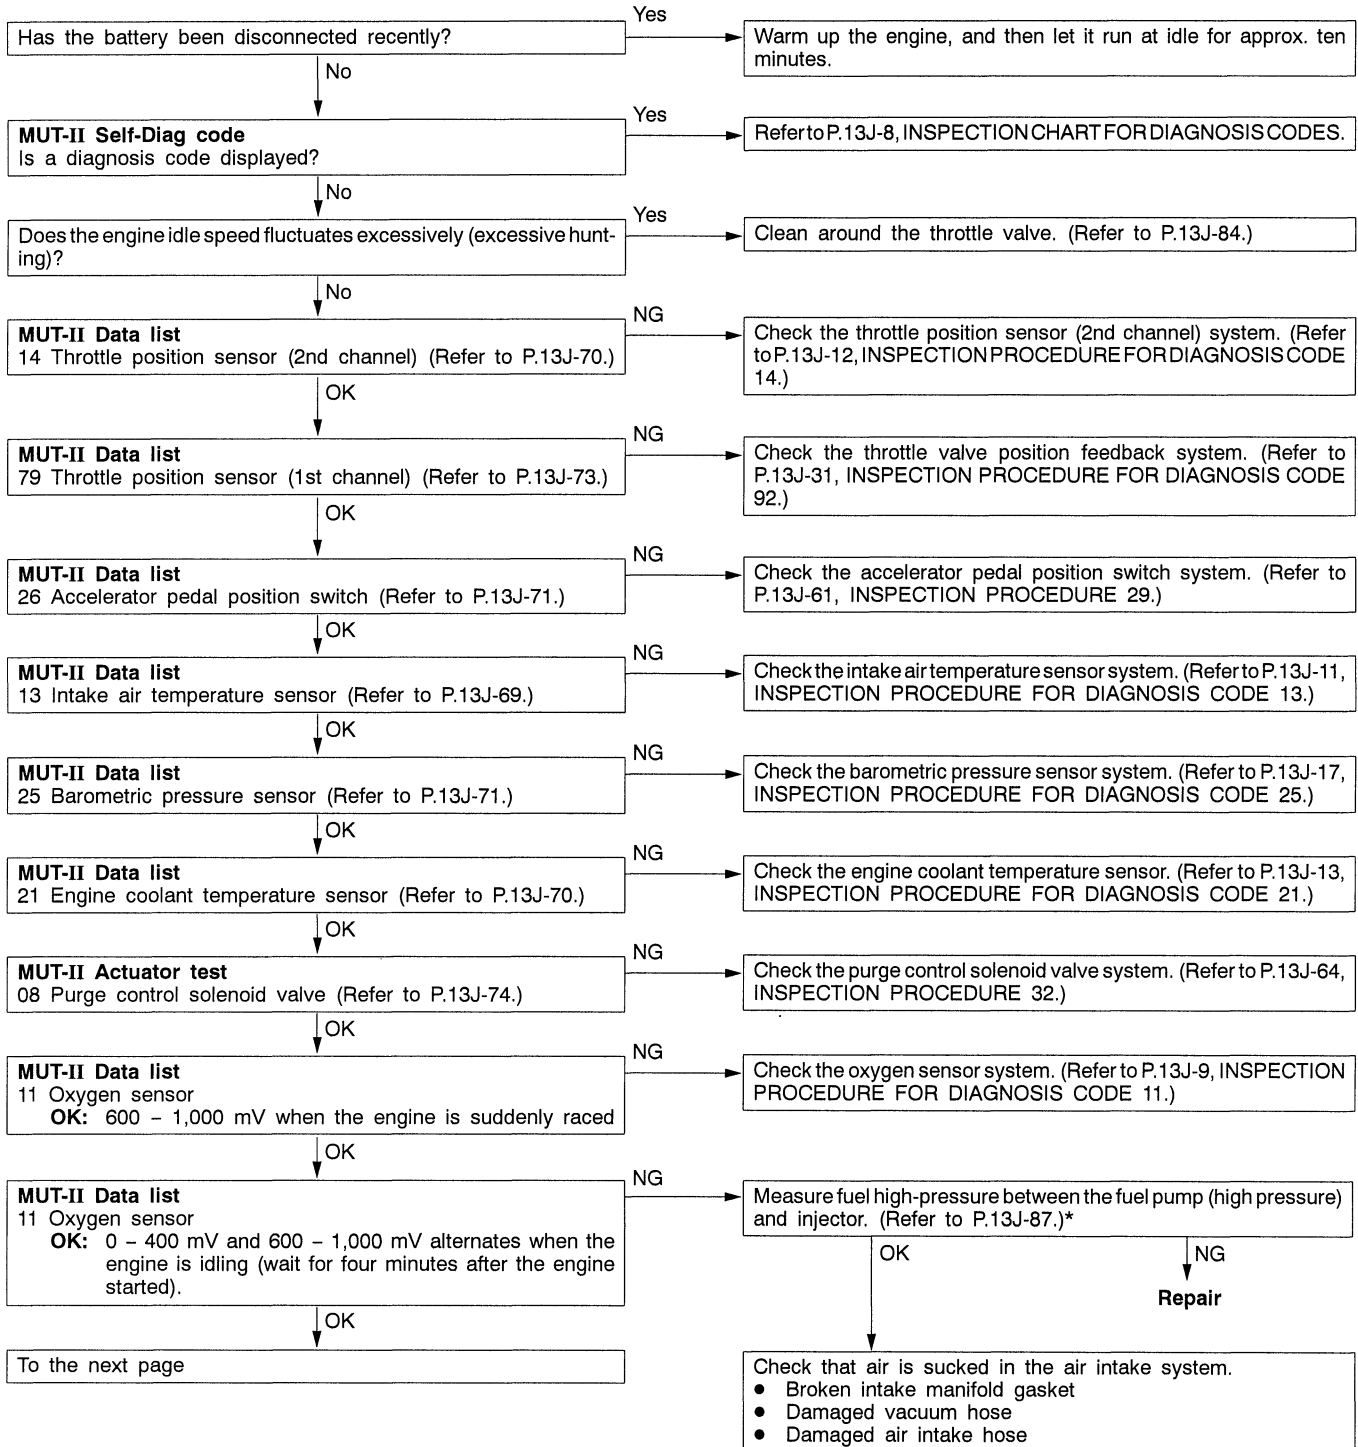 Has the battery been disconnected recently?
Yes
Warm up the engine, and then let it run at idle for approx. ten
minutes.
No
MUT-II Self-Diag code
Is a diagnosis code displayed?
Yes
Refer to P.13J-8, INSPECTION CHART FOR DIAGNOSIS CODES.
No
Does the engine idle speed fluctuates excessively (excessive hunt-
ing)?
Yes
Clean around the throttle valve. (Refer to P.13J-84.)
No
MUT-II Data list
14 Throttle position sensor (2nd channel) (Refer to P.13J-70.)
NG
Check the throttle position sensor (2nd channel) system. (Refer
to P.13J-12, INSPECTION PROCEDURE FOR DIAGNOSIS CODE
14.)
OK
MUT-II Data list
79 Throttle position sensor (1st channel) (Refer to P.13J-73.)
NG
Check the throttle valve position feedback system. (Refer to
P.13J-31, INSPECTION PROCEDURE FOR DIAGNOSIS CODE
92.)
OK
MUT-II Data list
26 Accelerator pedal position switch (Refer to P.13J-71.)
NG
Check the accelerator pedal position switch system. (Refer to
P.13J-61, INSPECTION PROCEDURE 29.)
OK
MUT-II Data list
13 Intake air temperature sensor (Refer to P.13J-69.)
NG
Check the intake air temperature sensor system. (Refer to P.13J-11,
INSPECTION PROCEDURE FOR DIAGNOSIS CODE 13.)
OK
MUT-II Data list
25 Barometric pressure sensor (Refer to P.13J-71.)
NG
Check the barometric pressure sensor system. (Refer to P.13J-17,
INSPECTION PROCEDURE FOR DIAGNOSIS CODE 25.)
OK
MUT-II Data list
21 Engine coolant temperature sensor (Refer to P.13J-70.)
NG
Check the engine coolant temperature sensor. (Refer to P.13J-13,
INSPECTION PROCEDURE FOR DIAGNOSIS CODE 21.)
OK
MUT-II Actuator test
08 Purge control solenoid valve (Refer to P.13J-74.)
NG
Check the purge control solenoid valve system. (Refer to P.13J-64,
INSPECTION PROCEDURE 32.)
OK
MUT-II Data list
11 Oxygen sensor
OK: 600 – 1,000 mV when the engine is suddenly raced
NG
Check the oxygen sensor system. (Refer to P.13J-9, INSPECTION
PROCEDURE FOR DIAGNOSIS CODE 11.)
OK
MUT-II Data list
11 Oxygen sensor
OK: 0 – 400 mV and 600 – 1,000 mV alternates when the
engine is idling (wait for four minutes after the engine
started).
NG
Measure fuel high-pressure between the fuel pump (high pressure)
and injector. (Refer to P.13J-87.)*
OK
NG
Repair
OK
To the next page
Check that air is sucked in the air intake system.
● Broken intake manifold gasket
● Damaged vacuum hose
● Damaged air intake hose